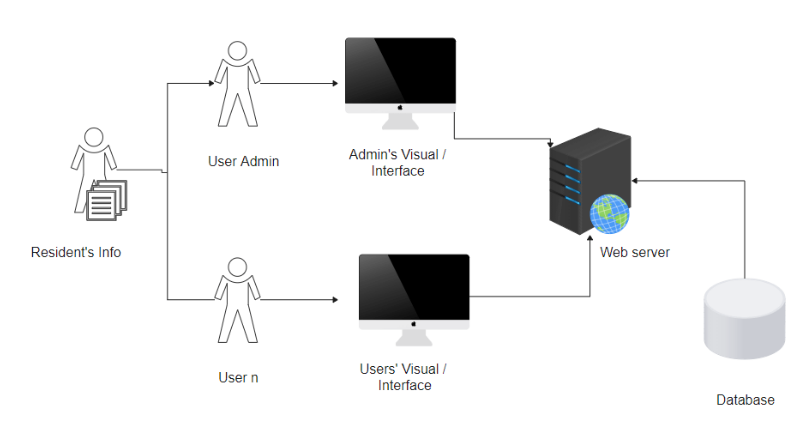 User Admin
Admin's Visual /
Interface
Resident's Info
Web server
User n
Users' Visual /
Interface
Database